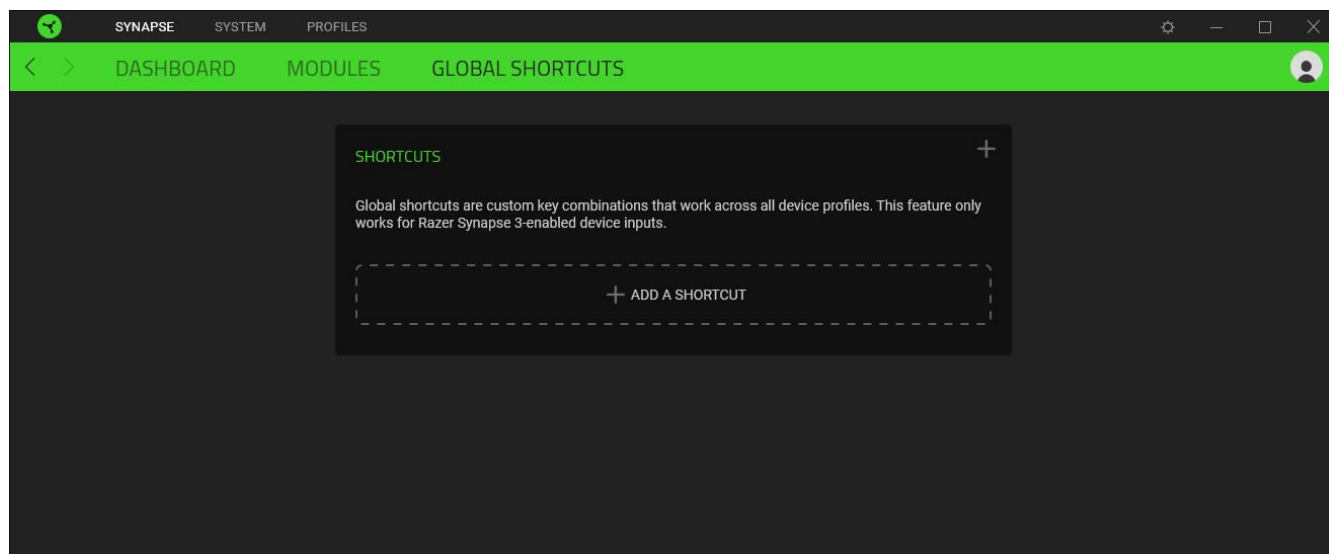 SYNAPSE SYSTEM PROFILES
DASHBOARD MODULES GLOBAL SHORTCUTS
SHORTCUTS
Global shortcuts are custom key combinations that work across all device profiles. This feature only
works for Razer Synapse 3-enabled device inputs.
ADD A SHORTCUT